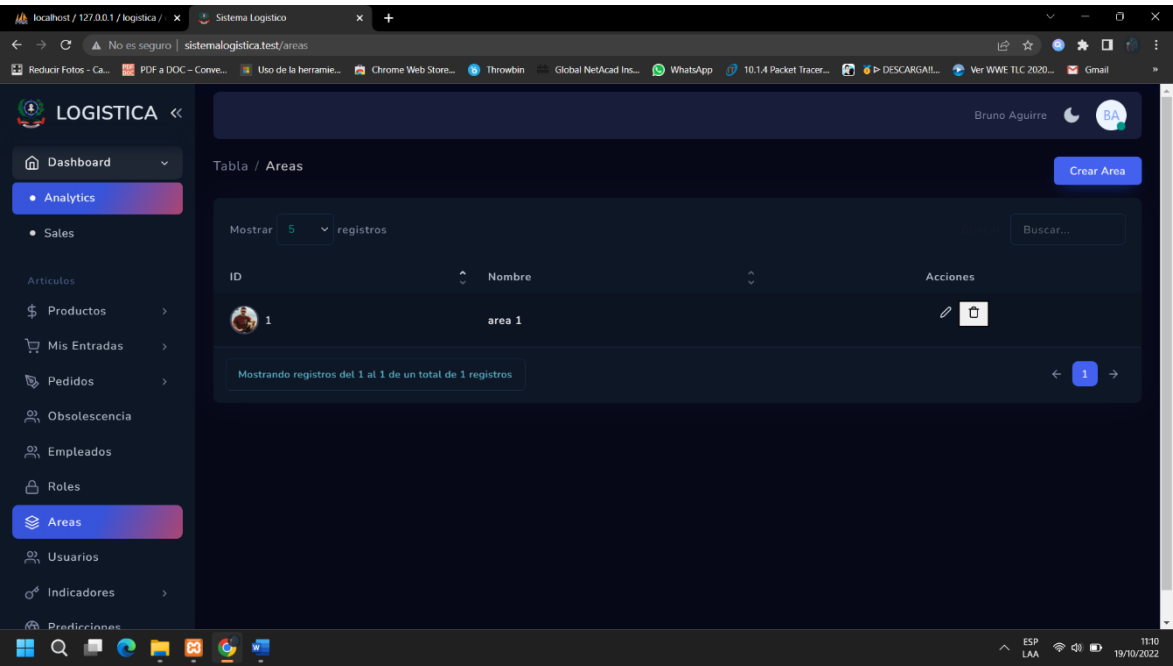 localhost / 127.0.0.1 / logistica /
Sistema Logistico
No es seguro | sistemalogistica.test/areas
Reducir Fotos - Ca...
PDF a DOC – Conve...
Uso de la herramie...
Chrome Web Store...
Throwbin
Global NetAcad Ins...
WhatsApp
10.1.4 Packet Tracer...
DESCARGA!!...
Ver WWE TLC 2020...
Gmail
»
LOGISTICA «
Bruno Aguirre
BA
Dashboard
Analytics
Sales
Articulos
Productos
Mis Entradas
Pedidos
Obsolescencia
Empleados
Roles
Areas
Usuarios
Indicadores
Predicciones
Tabla / Areas
Crear Area
Mostrar 5 registros
Buscar...
ID
Nombre
Acciones
1
area 1
Mostrando registros del 1 al 1 de un total de 1 registros
← 1 →
ESP
LAA
11:10
19/10/2022